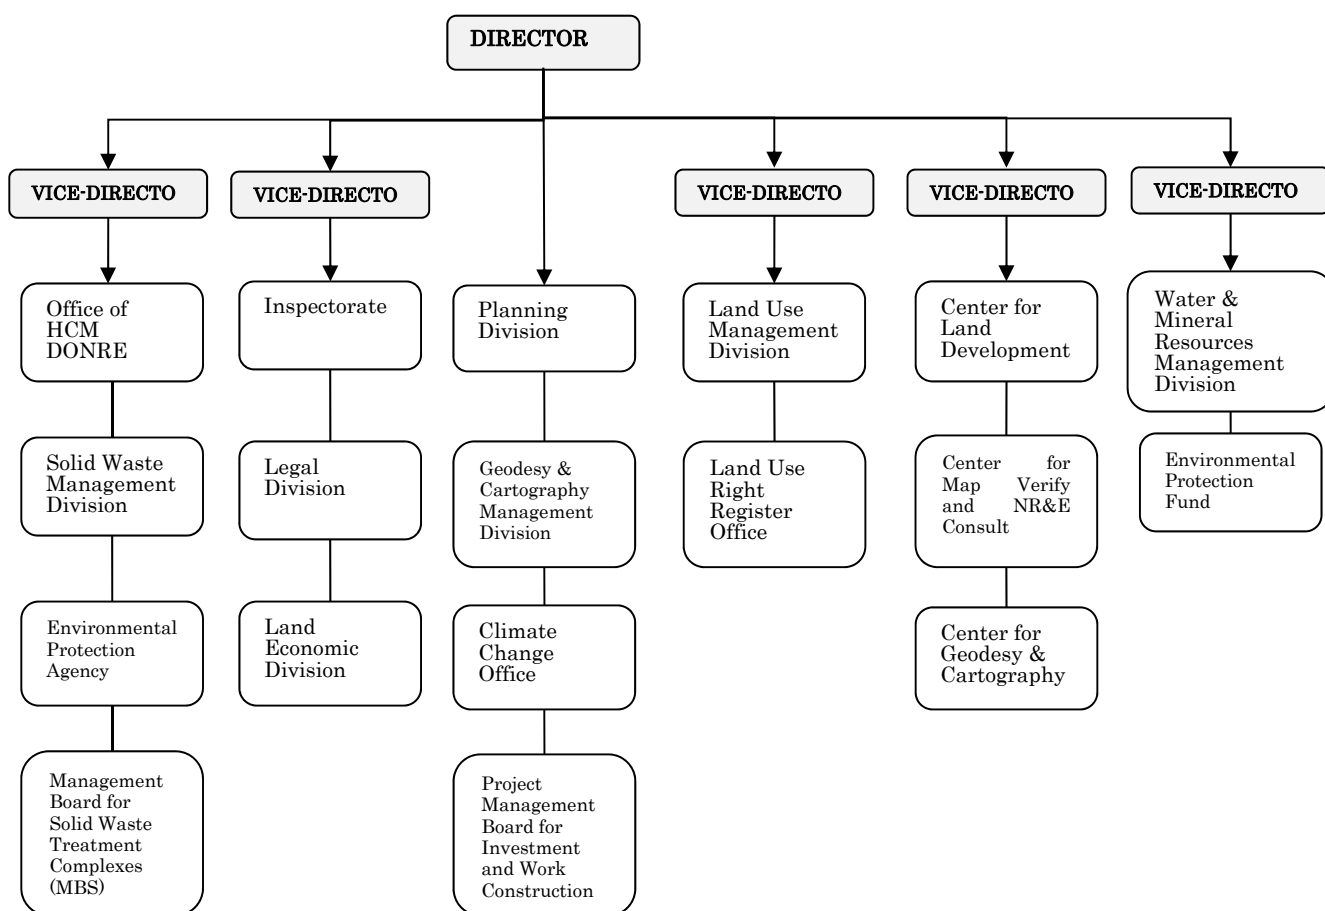 DIRECTOR
VICE-DIRECTO
VICE-DIRECTO
VICE-DIRECTO
VICE-DIRECTO
VICE-DIRECTO
Office of
HCM
DONRE
Inspectorate
Planning
Division
Land Use
Management
Division
Center for
Land
Development
Water &
Mineral
Resources
Management
Division
Solid Waste
Management
Division
Legal
Division
Geodesy &
Cartography
Management
Division
Land Use
Right
Register
Office
Center for
Map Verify
and NR&E
Consult
Environmental
Protection
Fund
Environmental
Protection
Agency
Land
Economic
Division
Climate
Change
Office
Center for
Geodesy &
Cartography
Management
Board for
Solid Waste
Treatment
Complexes
(MBS)
Project
Management
Board for
Investment
and Work
Construction